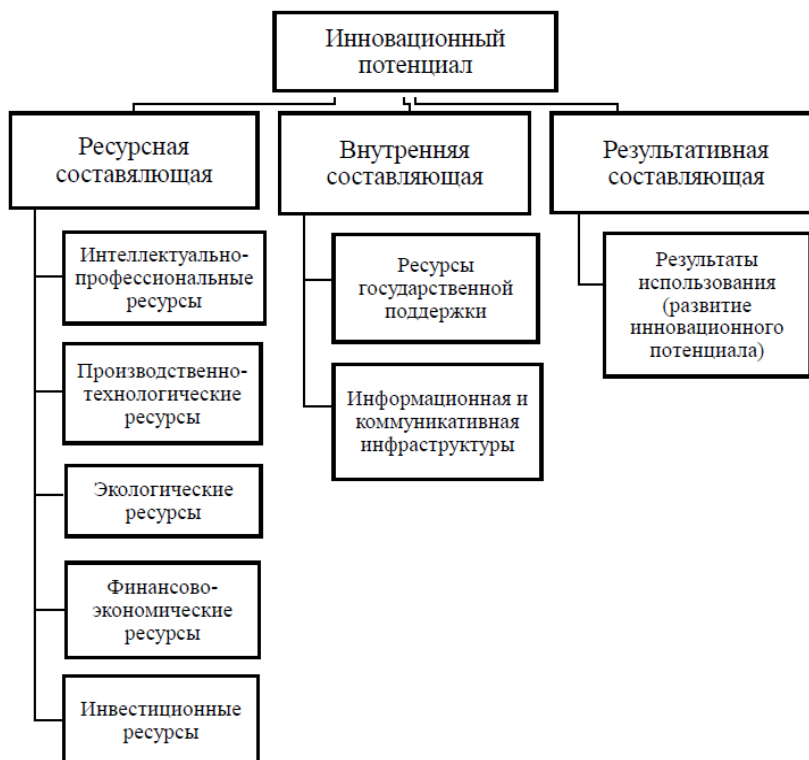 Инновационный
потенциал
Ресурсная
составялющая
Интеллектуально-
профессиональные
ресурсы
Производственно-
технологические
ресурсы
Экологические
ресурсы
Финансово-
экономические
ресурсы
Инвестиционные
ресурсы
Внутренняя
составляющая
Ресурсы
государственной
поддержки
Информационная и
коммуникативная
инфраструктуры
Результативная
составляющая
Результаты
использования
(развитие
инновационного
потенциала)